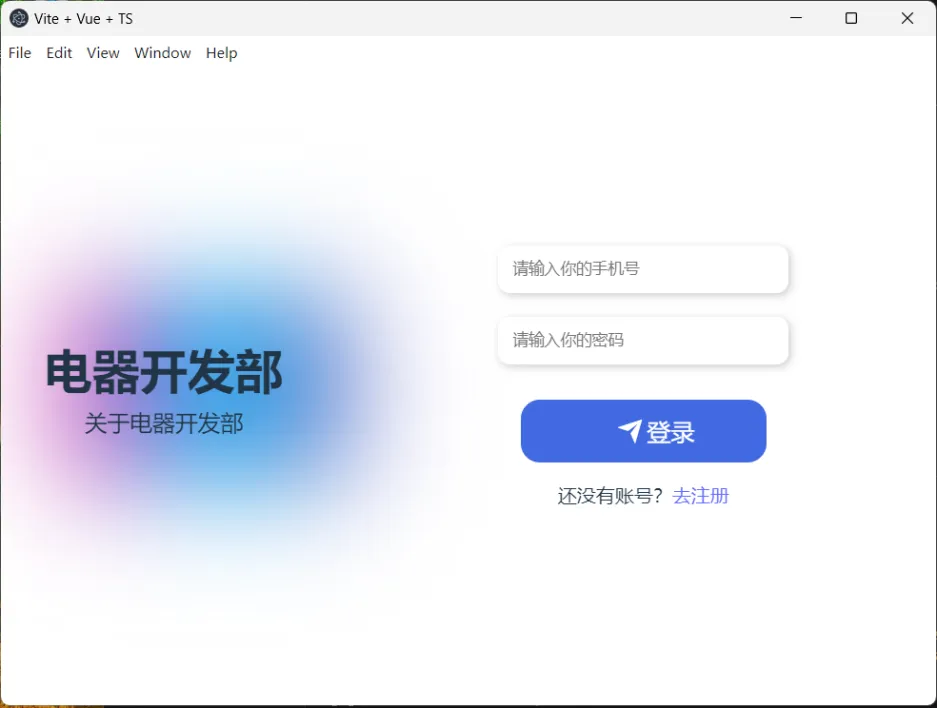 Vite + Vue + TS
File Edit View Window Help
电器开发部
关于电器开发部
请输入你的手机号
请输入你的密码
登录
还没有账号？去注册